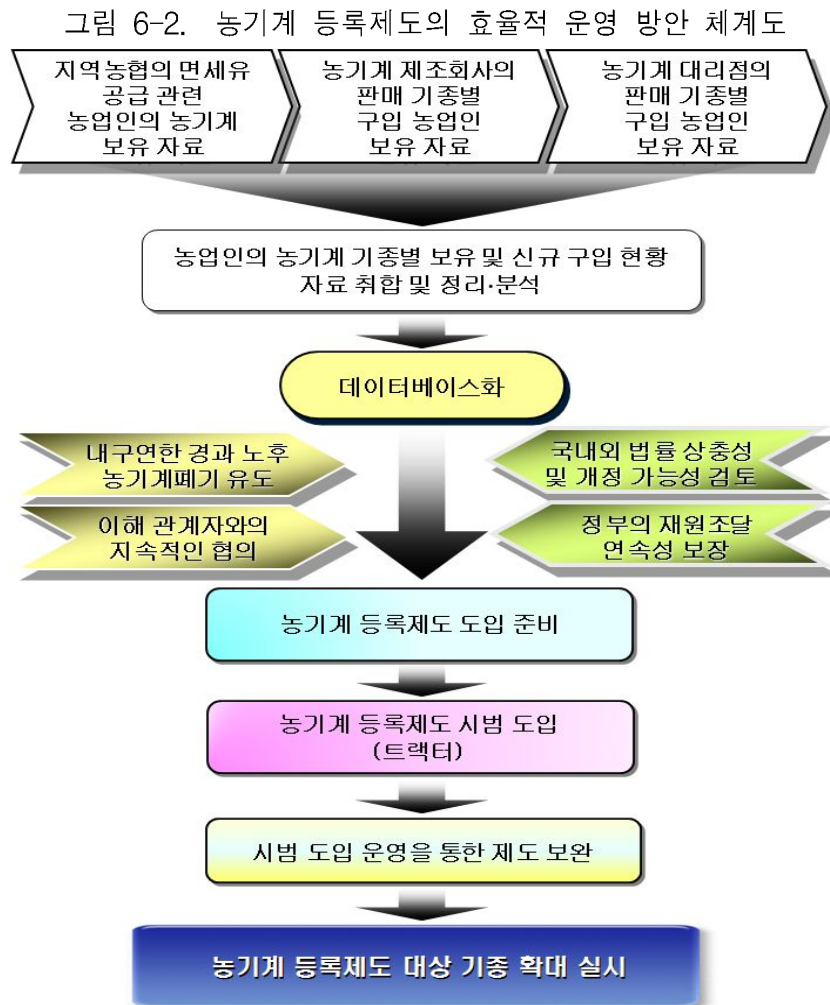 그림 6-2. 농기계 등록제도의 효율적 운영 방안 체계도
지역농협의 면세유
공급 관련
농업인의 농기계
보유 자료
농기계 제조회사의
판매 기종별
구입 농업인
보유 자료
농기계 대리점의
판매 기종별
구입 농업인
보유 자료
농업인의 농기계 기종별 보유 및 신규 구입 현황
자료 취합 및 정리·분석
데이터베이스화
내구연한 경과 노후
농기계폐기 유도
국내외 법률 상충성
및 개정 가능성 검토
이해 관계자와의
지속적인 협의
정부의 재원조달
연속성 보장
농기계 등록제도 도입 준비
농기계 등록제도 시범 도입
(트랙터)
시범 도입 운영을 통한 제도 보완
농기계 등록제도 대상 기종 확대 실시